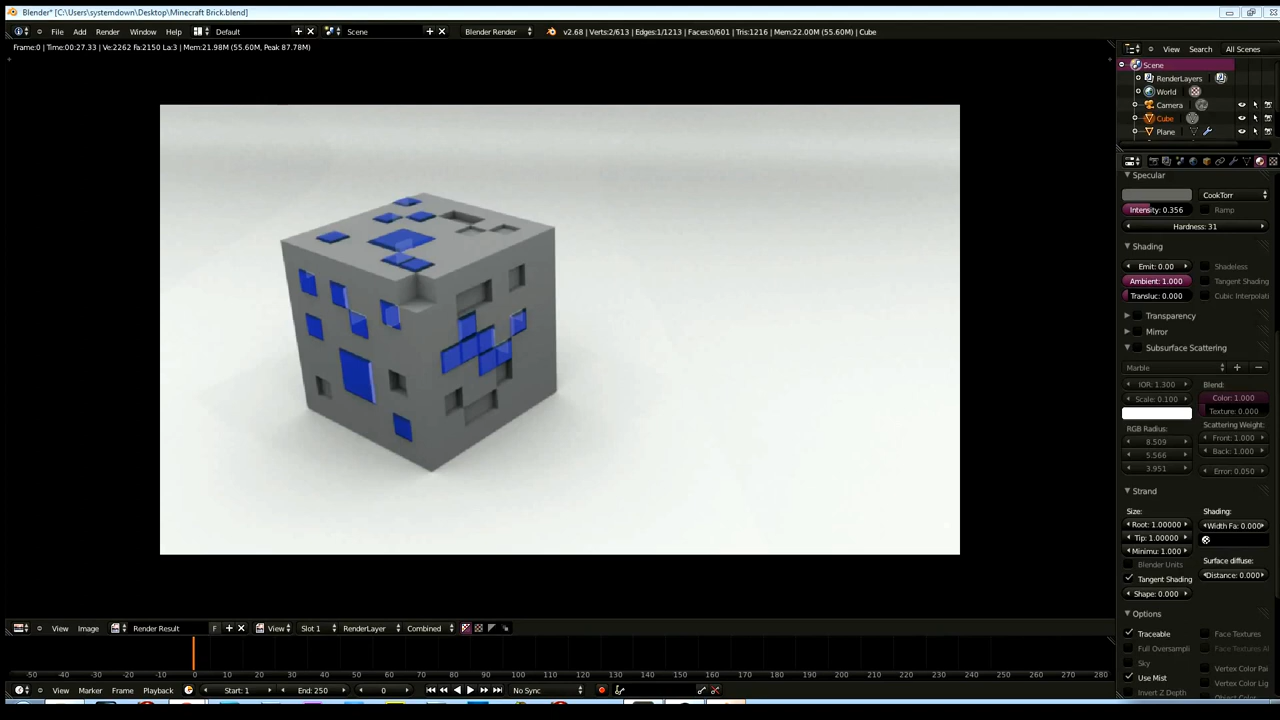 Blender* [C:\Users\systemdown\Desktop\Minecraft Brick.blend]
File Add Render Window Help Default Scene Blender Render v2.68 | Verts:2/613 | Edges:1/1213 | Faces:0/601 | Tris:1216 | Mem:22.00M (55.60M) | Cube
Frame:0 | Time:00:27.33 | Mem:21.98M (55.60M, Peak 87.78M)
View Search All Scenes
Scene
RenderLayers
World
Camera
Cube
Plane
Specular
CookTorr
Intensity: 0.356 Ramp
Hardness: 31
Shading
Emit: 0.00 Shadeless
Ambient: 1.000 Tangent Shading
Transluc: 0.000 Cubic Interpolati
Transparency
Mirror
Subsurface Scattering
Marble
IOR: 1.300 Blend:
Scale: 0.100 Color: 1.000
Texture: 0.000
RGB Radius: Scattering Weight:
8.509 Front: 1.000
5.566 Back: 1.000
3.951 Error: 0.050
Strand
Size: Shading:
Root: 1.00000 Width Fa: 0.000
Tip: 1.00000
Minimu: 1.000
Blender Units Surface diffuse:
Tangent Shading Distance: 0.000
Shape: 0.000
Options
Traceable Face Textures
Full Oversampli Face Textures Al
Sky Vertex Color Pai
Use Mist Vertex Color Lig
Invert Z Depth
View Image Render Result F View Slot 1 RenderLayer Combined
-50 -40 -30 -20 -10 0 10 20 30 40 50 60 70 80 90 100 110 120 130 140 150 160 170 180 190 200 210 220 230 240 250 260 270 280
View Marker Frame Playback Start: 1 End: 250 0 No Sync